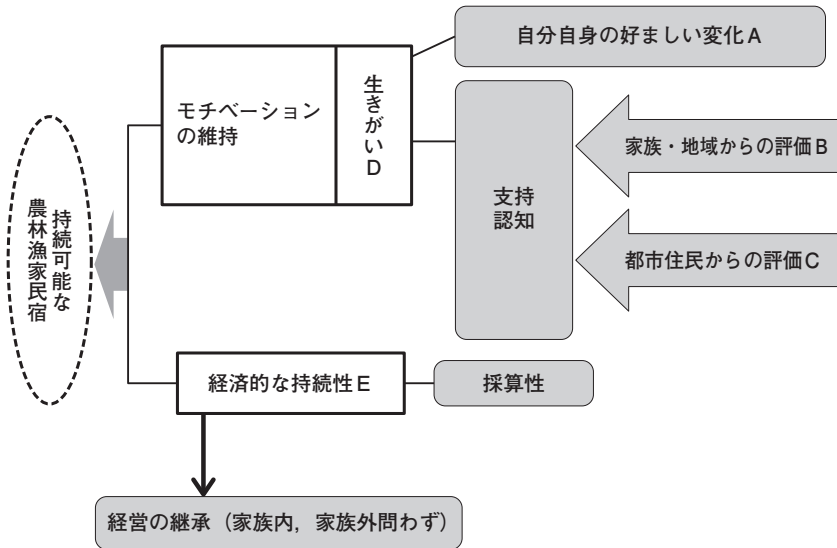 自分自身の好ましい変化A
モチベーション
の維持
生きがいD
家族・地域からの評価B
支持
認知
都市住民からの評価C
持続可能な
農林漁家民宿
経済的な持続性E
採算性
経営の継承（家族内，家族外問わず）